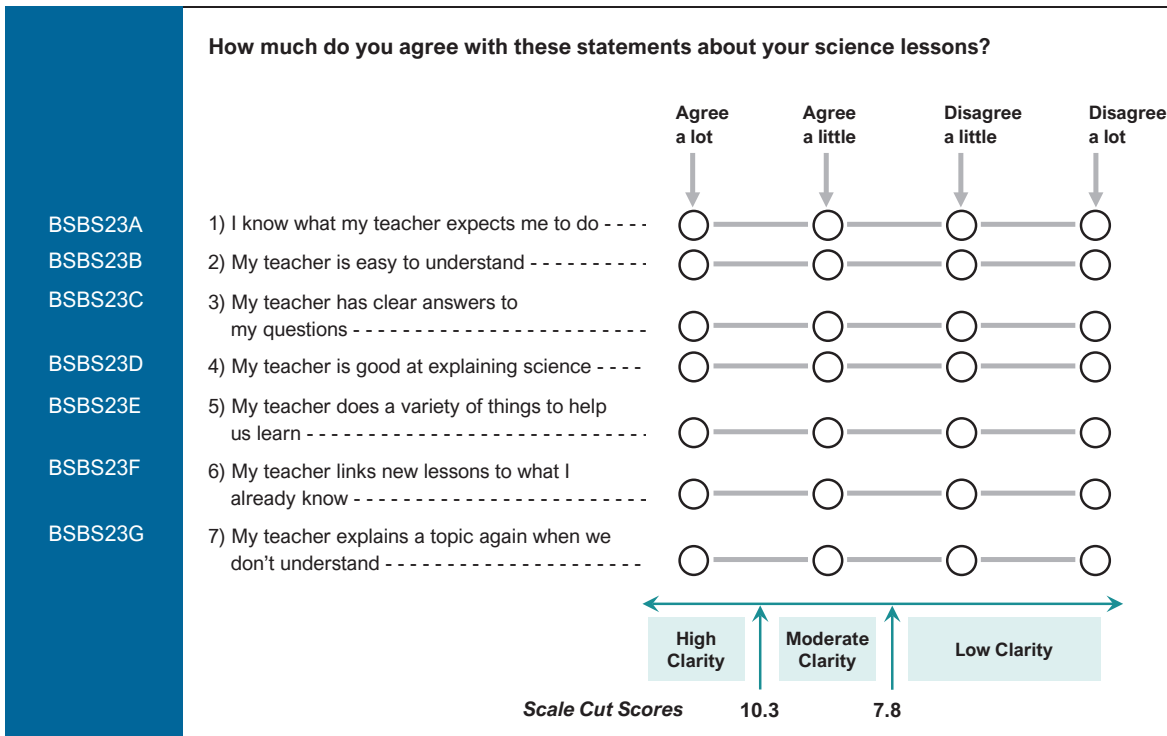 How much do you agree with these statements about your science lessons?
Agree a lot
Agree a little
Disagree a little
Disagree a lot
BSBS23A 1) I know what my teacher expects me to do - - - -
BSBS23B 2) My teacher is easy to understand - - - - - - - - - -
BSBS23C 3) My teacher has clear answers to
my questions - - - - - - - - - - - - - - - - - - - - - - - -
BSBS23D 4) My teacher is good at explaining science - - - -
BSBS23E 5) My teacher does a variety of things to help
us learn - - - - - - - - - - - - - - - - - - - - - - - - - - - -
BSBS23F 6) My teacher links new lessons to what I
already know - - - - - - - - - - - - - - - - - - - - - - - -
BSBS23G 7) My teacher explains a topic again when we
don’t understand - - - - - - - - - - - - - - - - - - - - -
High Clarity
Moderate Clarity
Low Clarity
Scale Cut Scores 10.3 7.8